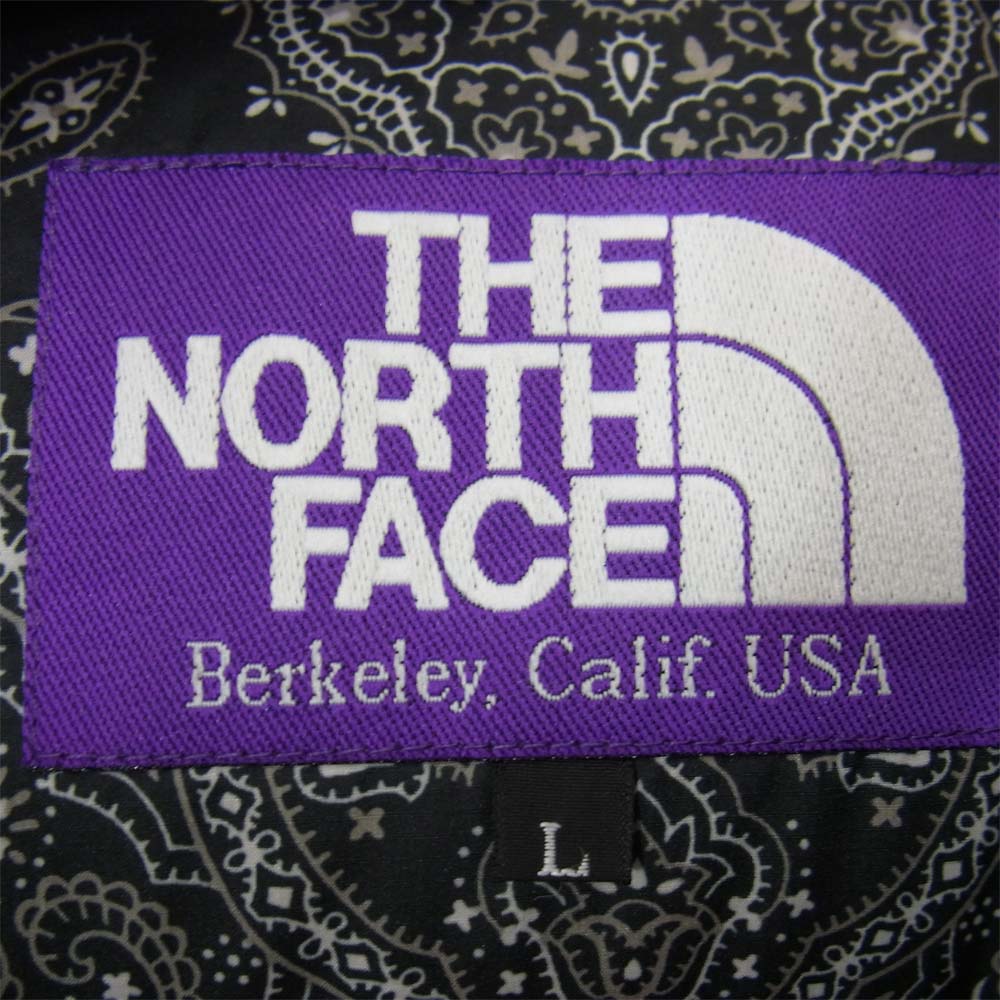 THE
NORTH
FACE
Berkeley, Calif. USA
L